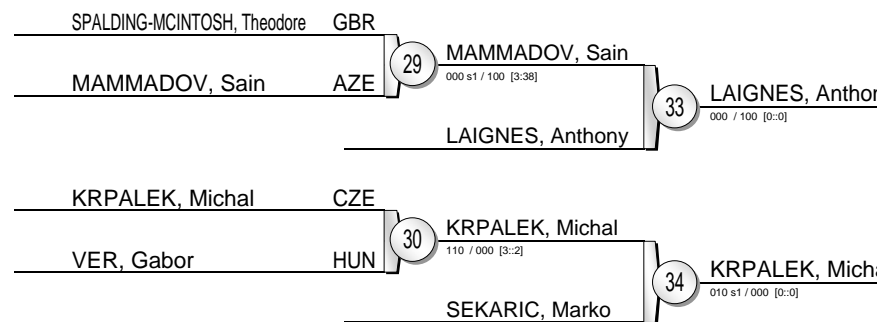 SPALDING-MCINTOSH, Theodore GBR
29
MAMMADOV, Sain
000 s1 / 100 [3:38]
MAMMADOV, Sain AZE
33
LAIGNES, Anthon
000 / 100 [0::0]
LAIGNES, Anthony
KRPALEK, Michal CZE
30
KRPALEK, Michal
110 / 000 [3::2]
VER, Gabor HUN
34
KRPALEK, Micha
010 s1 / 000 [0::0]
SEKARIC, Marko